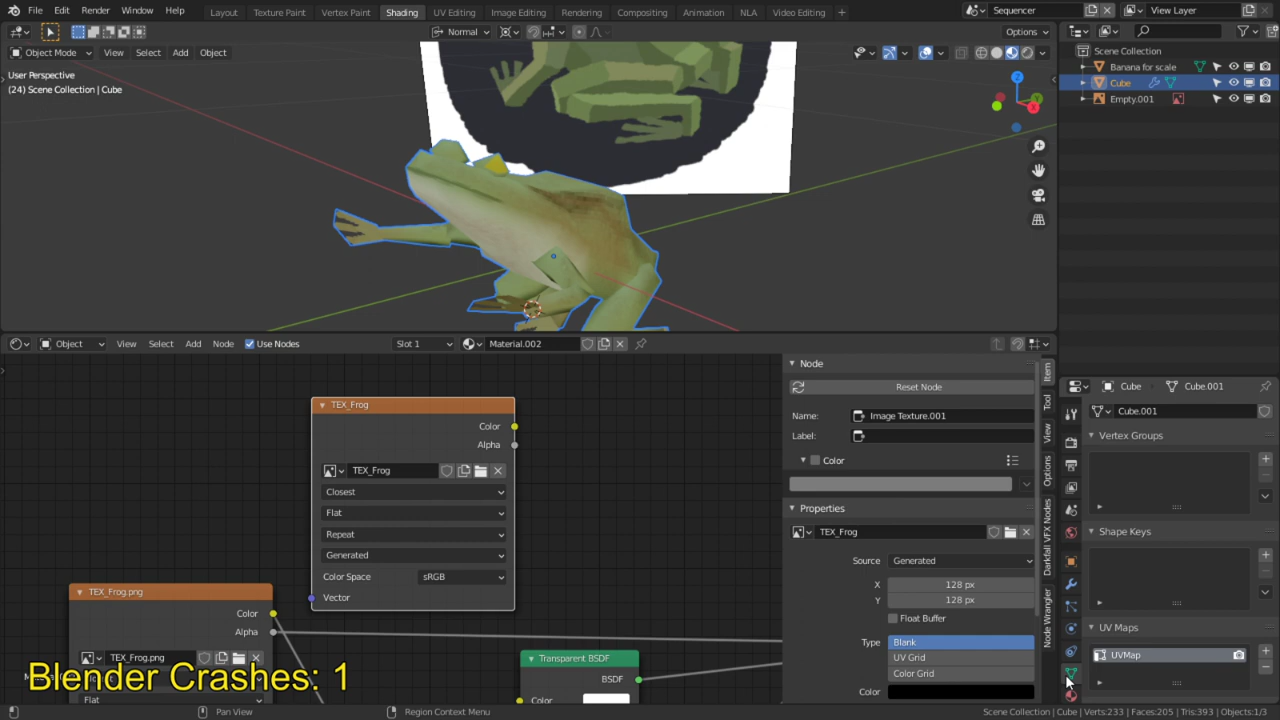 File Edit Render Window Help Layout Texture Paint Vertex Paint Shading UV Editing Image Editing Rendering Compositing Animation NLA Video Editing + Sequencer View Layer
Normal Options
Object Mode View Select Add Object
User Perspective
(24) Scene Collection | Cube
Z
Y
X
Scene Collection
Banana for scale
Cube
Empty.001
Object View Select Add Node Use Nodes Slot 1 Material.002
TEX_Frog
Color
Alpha
TEX_Frog
Closest
Flat
Repeat
Generated
Color Space sRGB
Vector
TEX_Frog.png
Color
Alpha
TEX_Frog.png
Flat
Transparent BSDF
BSDF
Color
Node
Reset Node
Name: Image Texture.001
Label:
Color
Properties
TEX_Frog
Source Generated
X 128 px
Y 128 px
Float Buffer
Type Blank
UV Grid
Color Grid
Color
Item
Tool
View
Options
Darkfall VFX Nodes
Node Wrangler
Cube Cube.001
Cube.001
Vertex Groups
Shape Keys
UV Maps
UVMap
Blender Crashes: 1
Pan View Region Context Menu Scene Collection | Cube | Verts:233 | Faces:205 | Tris:393 | Objects:1/3